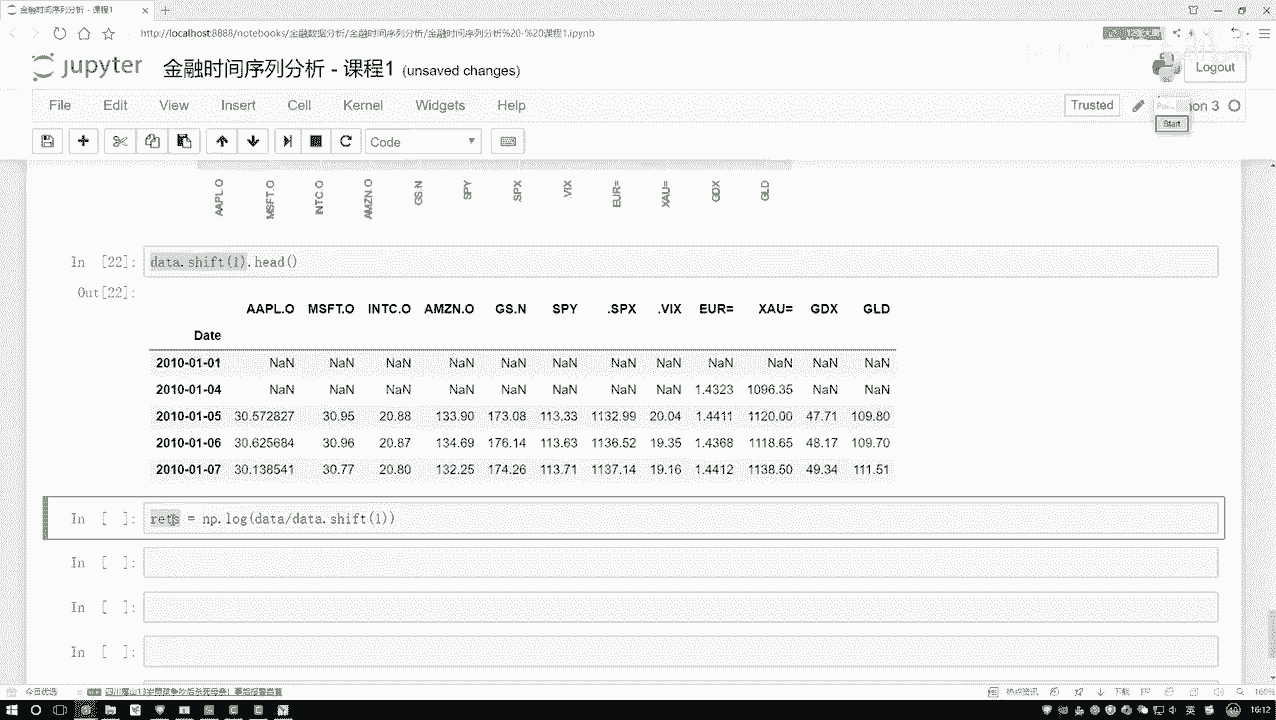 金融时间序列分析 - 课程1
http://localhost:8888/notebooks/金融数据分析/金融时间序列分析/金融时间序列分析%20-%20课程1.ipynb
jupyter 金融时间序列分析 - 课程1 (unsaved changes)
Logout
File Edit View Insert Cell Kernel Widgets Help
Trusted
on 3
Start
Code
AAPL.O MSFT.O INTC.O AMZN.O GS.N SPY .SPX .VIX EUR= XAU= GDX GLD
In [22]: data.shift(1).head()
Out[22]:
AAPL.O MSFT.O INTC.O AMZN.O GS.N SPY .SPX .VIX EUR= XAU= GDX GLD
Date
2010-01-01 NaN NaN NaN NaN NaN NaN NaN NaN NaN NaN NaN NaN
2010-01-04 NaN NaN NaN NaN NaN NaN NaN NaN 1.4323 1096.35 NaN NaN
2010-01-05 30.572827 30.95 20.88 133.90 173.08 113.33 1132.99 20.04 1.4411 1120.00 47.71 109.80
2010-01-06 30.625684 30.96 20.87 134.69 176.14 113.63 1136.52 19.35 1.4368 1118.65 48.17 109.70
2010-01-07 30.138541 30.77 20.80 132.25 174.26 113.71 1137.14 19.16 1.4412 1138.50 49.34 111.51
In [ ]: rets = np.log(data/data.shift(1))
In [ ]:
In [ ]:
In [ ]:
今日优选
热点资讯 下载 160%
英 16:12